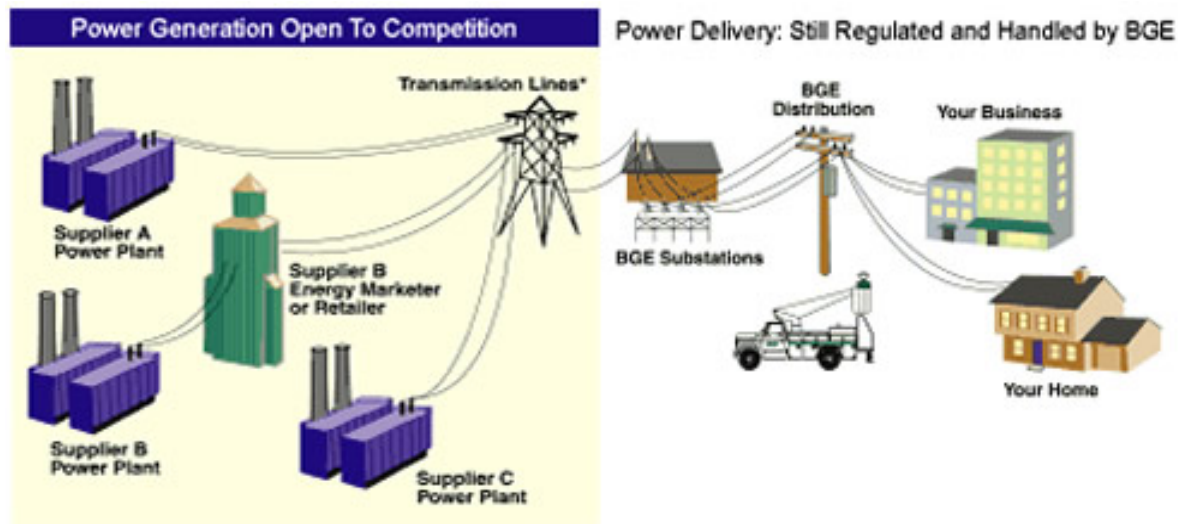 Power Generation Open To Competition
Power Delivery: Still Regulated and Handled by BGE
Transmission Lines*
BGE
Distribution
Your Business
Supplier A
Power Plant
BGE Substations
Supplier B
Energy Marketer
or Retailer
Your Home
Supplier B
Power Plant
Supplier C
Power Plant